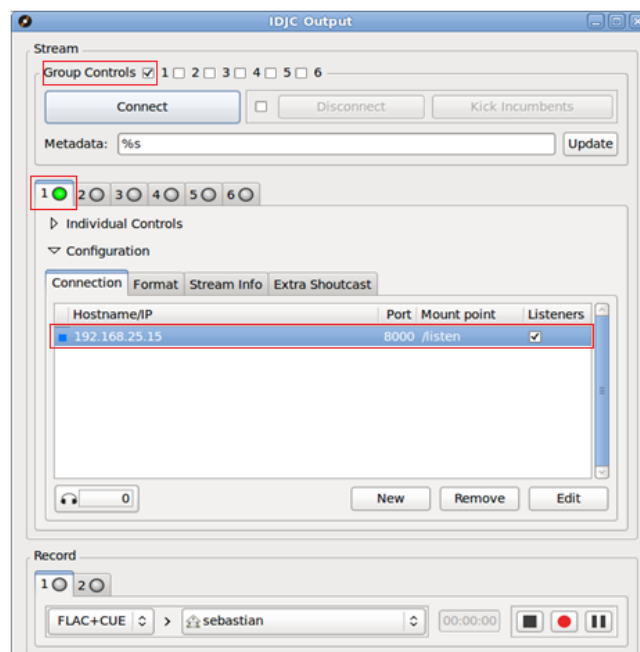 IDJC Output
Stream
Group Controls 1 2 3 4 5 6
Connect Disconnect Kick Incumbents
Metadata: %s Update
1 2 3 4 5 6
Individual Controls
Configuration
Connection Format Stream Info Extra Shoutcast
Hostname/IP Port Mount point Listeners
192.168.25.15 8000 /listen
0 New Remove Edit
Record
1 2
FLAC+CUE > sebastian 00:00:00